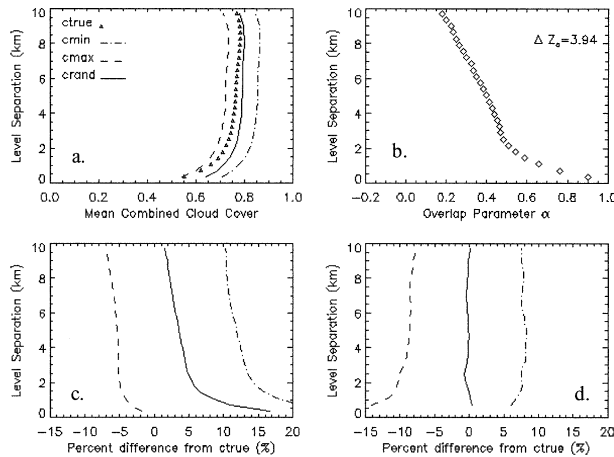 ctrue
cmin
cmax
crand
a.
10
8
6
4
2
0
Level Separation (km)
0.0 0.2 0.4 0.6 0.8 1.0
Mean Combined Cloud Cover
Δ Z₀=3.94
b.
10
8
6
4
2
0
Level Separation (km)
−0.2 0.0 0.2 0.4 0.6 0.8 1.0
Overlap Parameter α
c.
10
8
6
4
2
0
Level Separation (km)
−15 −10 −5 0 5 10 15 20
Percent difference from ctrue (%)
d.
10
8
6
4
2
0
Level Separation (km)
−15 −10 −5 0 5 10 15 20
Percent difference from ctrue (%)